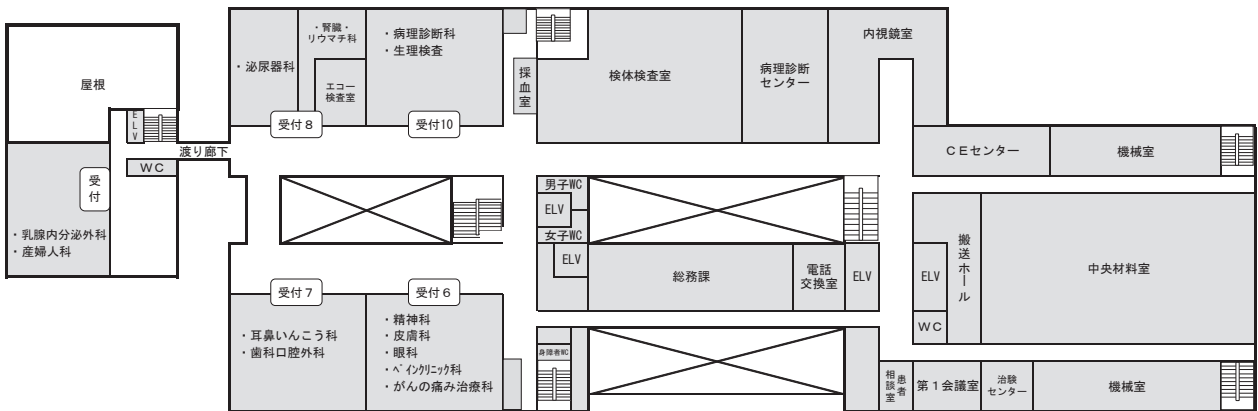 屋根
ELV
渡り廊下
WC
受付
・乳腺内分泌外科
・産婦人科
・泌尿器科
・腎臓・
リウマチ科
エコー
検査室
受付8
・病理診断科
・生理検査
受付10
採血室
検体検査室
病理診断
センター
内視鏡室
CEセンター
機械室
男子WC
ELV
女子WC
ELV
総務課
電話
交換室
ELV
ELV
WC
搬送ホール
中央材料室
受付7
・耳鼻いんこう科
・歯科口腔外科
受付6
・精神科
・皮膚科
・眼科
・ペインクリニック科
・がんの痛み治療科
身障者WC
患者
相談室
第1会議室
治験
センター
機械室